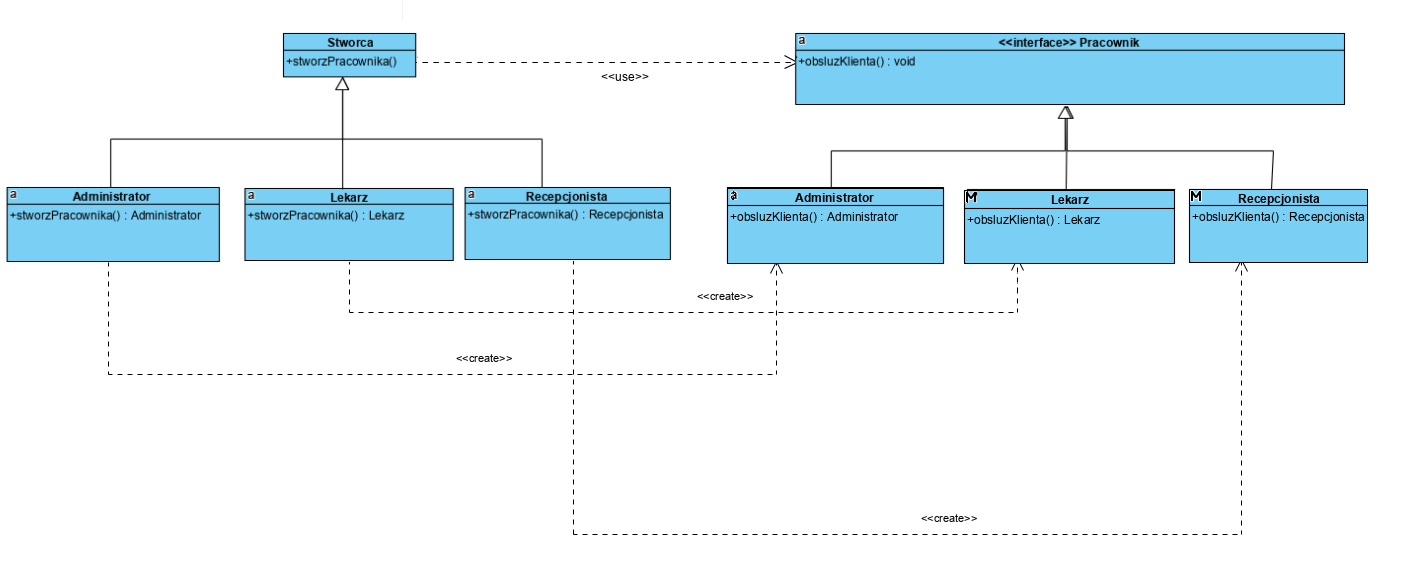 Stworca
+stworzPracownika()
<<use>>
a
<<interface>> Pracownik
+obsluzKlienta() : void
a
Administrator
+stworzPracownika() : Administrator
a
Lekarz
+stworzPracownika() : Lekarz
a
Recepcjonista
+stworzPracownika() : Recepcjonista
a
Administrator
+obsluzKlienta() : Administrator
M
Lekarz
+obsluzKlienta() : Lekarz
M
Recepcjonista
+obsluzKlienta() : Recepcjonista
<<create>>
<<create>>
<<create>>